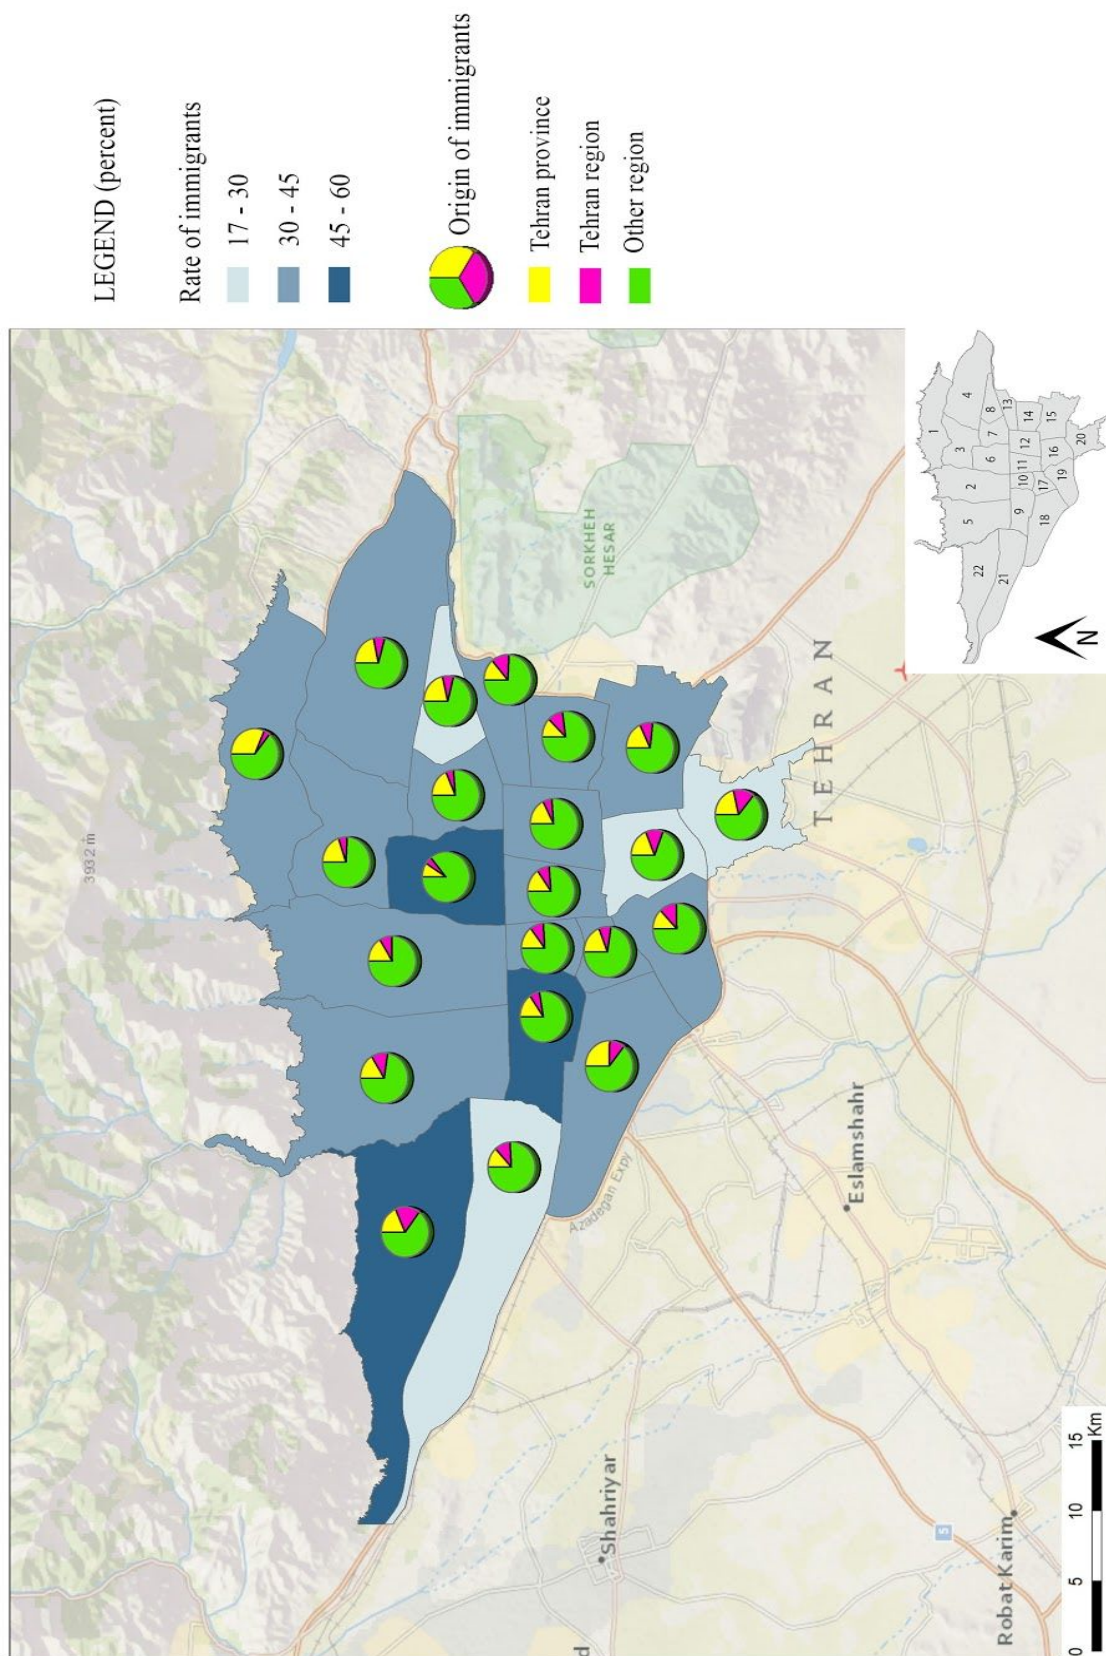 LEGEND (percent)
Rate of immigrants
17 - 30
30 - 45
45 - 60
Origin of immigrants
Tehran province
Tehran region
Other region
3932 m
SORKHEH
HESAR
TEHRAN
Azadegan Expy
Eslamshahr
Shahriyar
Robat Karim
5
d
0 5 10 15
Km
N
1
2
3
4
5
6
7
8
9
10
11
12
13
14
15
16
17
18
19
20
21
22